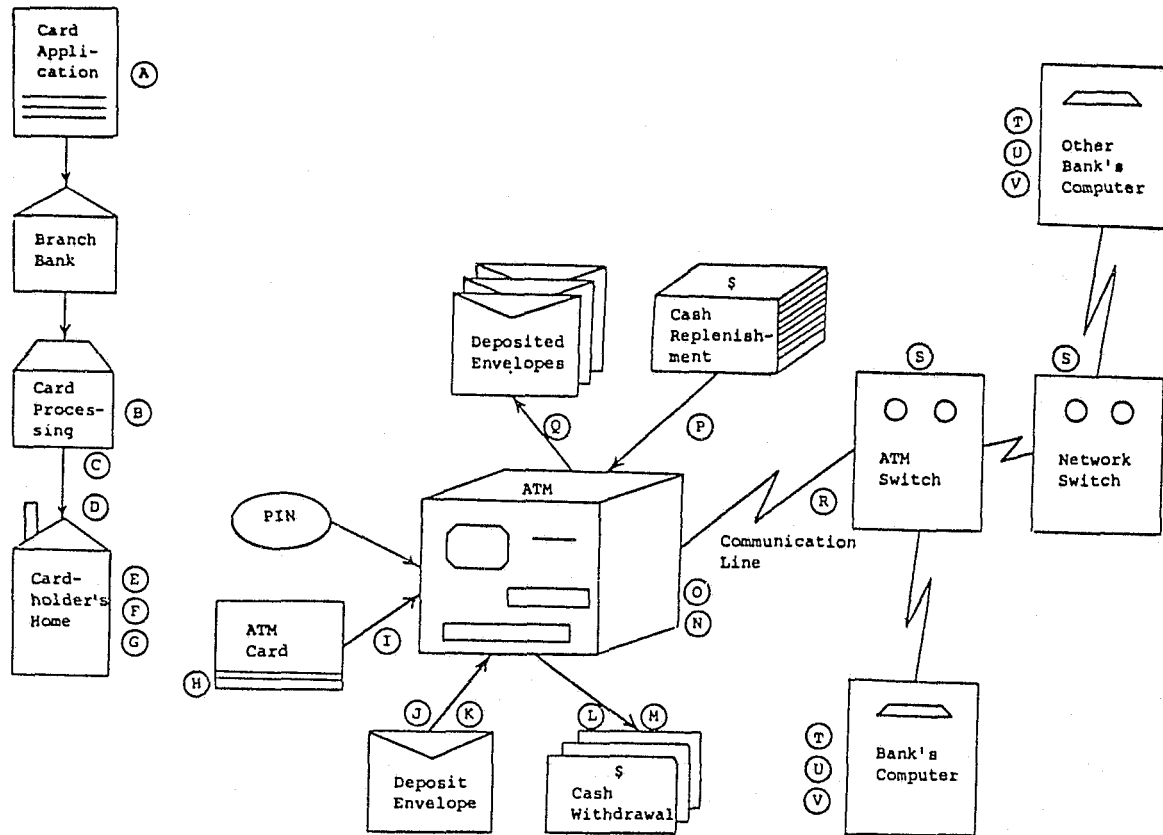 Card
Appli-
cation
A
Branch
Bank
Card
Proces-
sing
B
C
D
Card-
holder's
Home
E
F
G
PIN
ATM
Card
H
I
Deposited
Envelopes
Q
$
Cash
Replenish-
ment
P
ATM
O
N
J
K
Deposit
Envelope
L
M
$
Cash
Withdrawal
Communication
Line
R
S
ATM
Switch
S
Network
Switch
T
U
V
Other
Bank's
Computer
T
U
V
Bank's
Computer